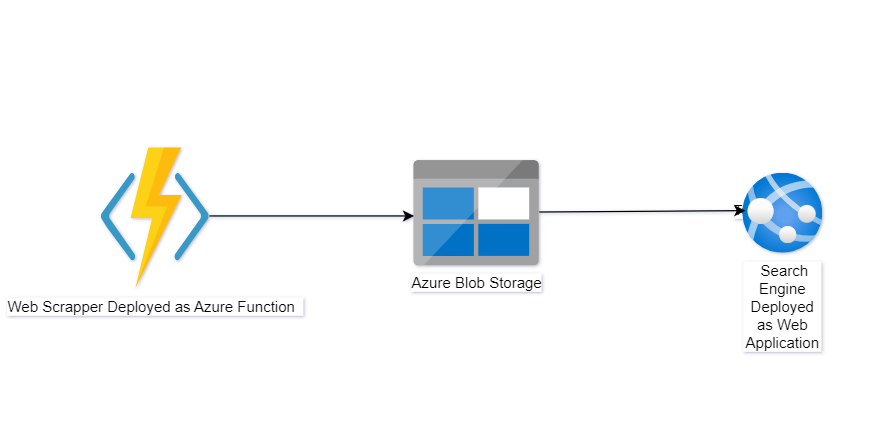 Web Scrapper Deployed as Azure Function
Azure Blob Storage
Search
Engine
Deployed
as Web
Application